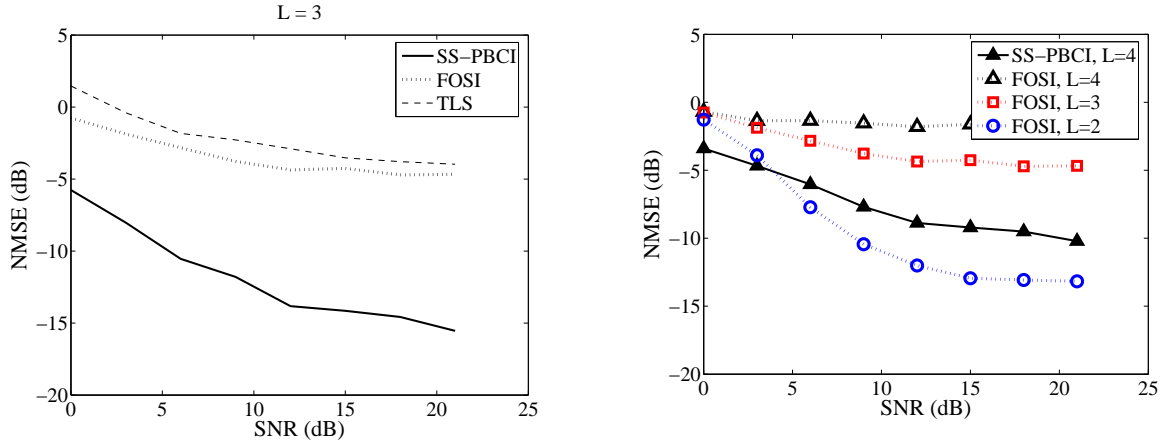 L = 3
5
0
−5
−10
−15
−20
NMSE (dB)
0
5
10
15
20
25
SNR (dB)
SS−PBCI
FOSI
TLS
5
0
−5
−10
−15
−20
NMSE (dB)
0
5
10
15
20
25
SNR (dB)
SS−PBCI, L=4
FOSI, L=4
FOSI, L=3
FOSI, L=2